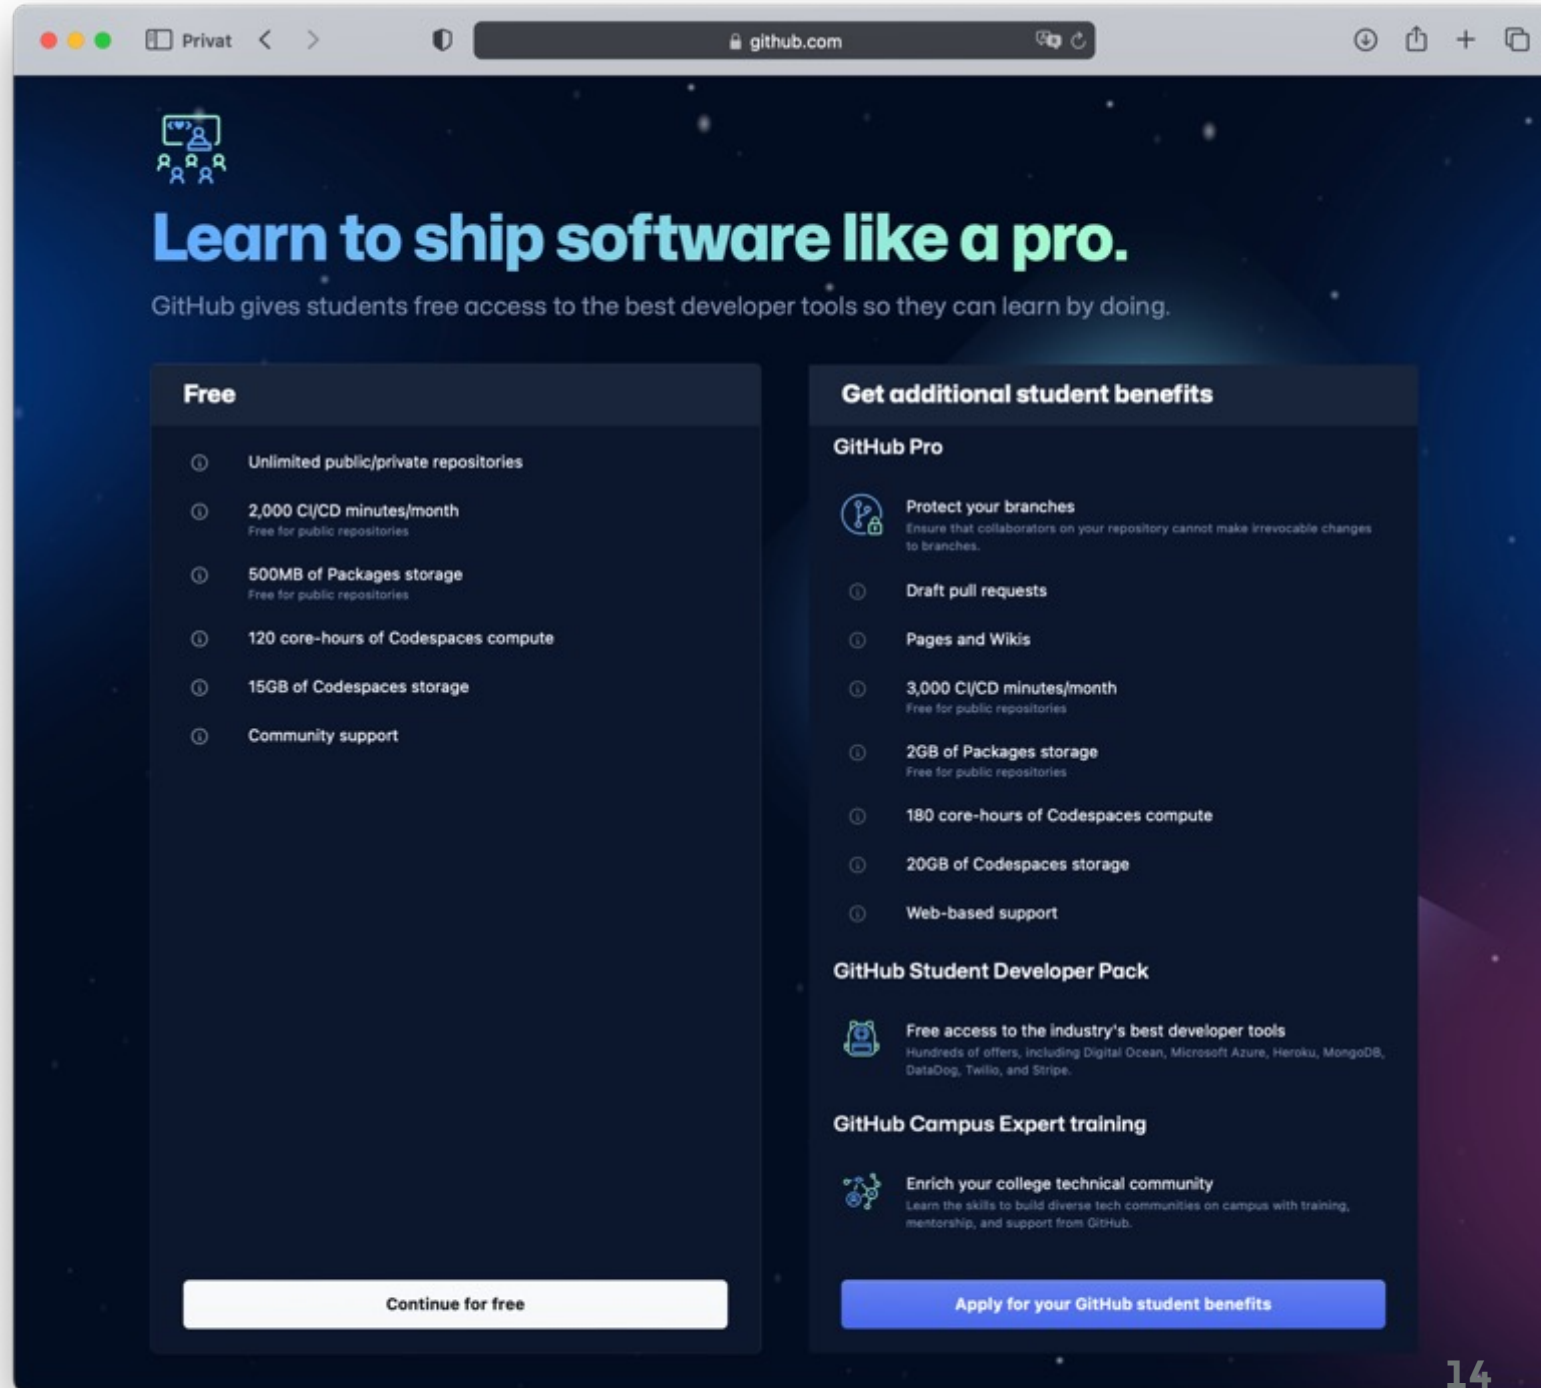 Privat
github.com
Learn to ship software like a pro.
GitHub gives students free access to the best developer tools so they can learn by doing.
Free
Unlimited public/private repositories
2,000 CI/CD minutes/month
Free for public repositories
500MB of Packages storage
Free for public repositories
120 core-hours of Codespaces compute
15GB of Codespaces storage
Community support
Continue for free
Get additional student benefits
GitHub Pro
Protect your branches
Ensure that collaborators on your repository cannot make irrevocable changes
to branches.
Draft pull requests
Pages and Wikis
3,000 CI/CD minutes/month
Free for public repositories
2GB of Packages storage
Free for public repositories
180 core-hours of Codespaces compute
20GB of Codespaces storage
Web-based support
GitHub Student Developer Pack
Free access to the industry's best developer tools
Hundreds of offers, including Digital Ocean, Microsoft Azure, Heroku, MongoDB,
DataDog, Twilio, and Stripe.
GitHub Campus Expert training
Enrich your college technical community
Learn the skills to build diverse tech communities on campus with training,
mentorship, and support from GitHub.
Apply for your GitHub student benefits
14